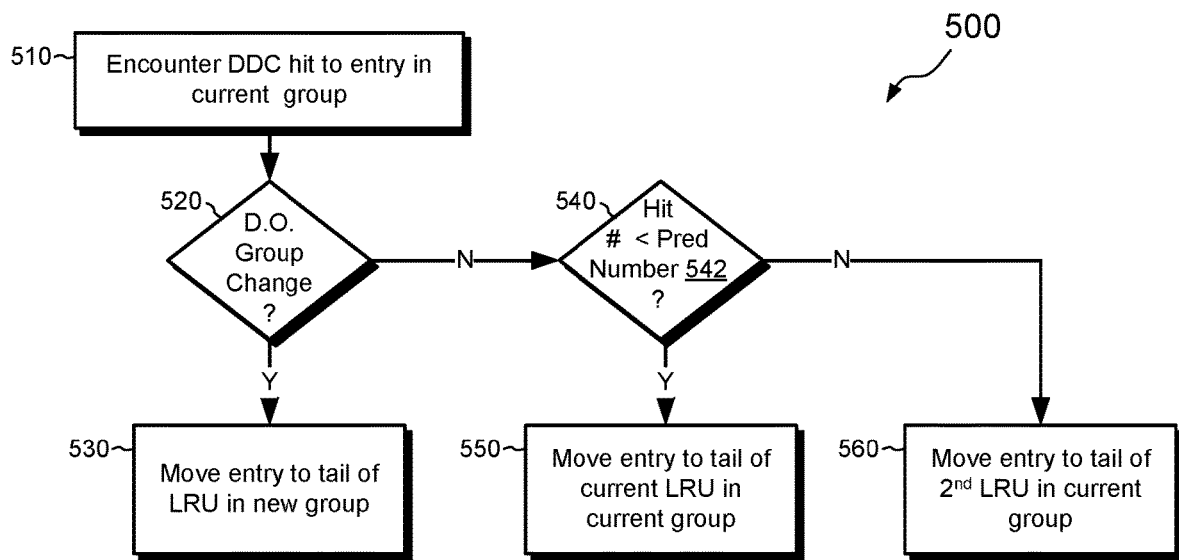 500
510
Encounter DDC hit to entry in
current group
520
D.O.
Group
Change
?
N
540
Hit
# < Pred
Number 542
?
N
Y
Y
530
Move entry to tail of
LRU in new group
550
Move entry to tail of
current LRU in
current group
560
Move entry to tail of
2nd LRU in current
group